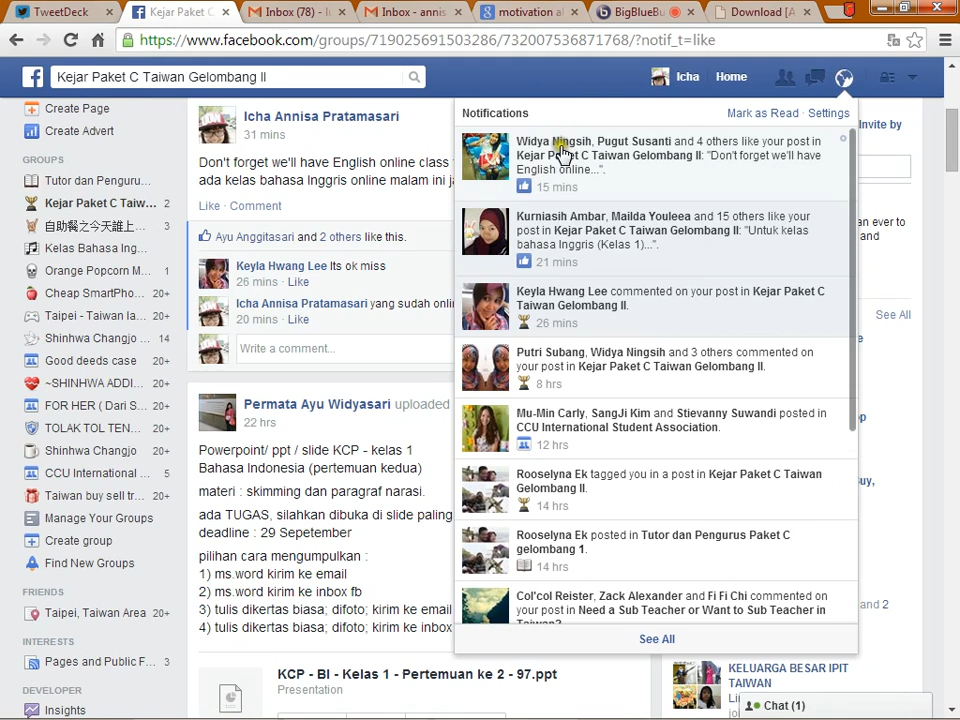 TweetDeck
Kejar Paket C
Inbox (78) -
Inbox - annis
motivation a
BigBlueBu
Download [A
https://www.facebook.com/groups/719025691503286/732007536871768/?notif_t=like
Kejar Paket C Taiwan Gelombang II
Icha
Home
Create Page
Create Advert
GROUPS
Tutor dan Penguru...
Kejar Paket C Taiw... 2
自助餐之今天誰上... 3
Kelas Bahasa Ing...
Orange Popcorn M... 1
Cheap SmartPho... 20+
Taipei - Taiwan la... 20+
Shinhwa Changjo ... 14
Good deeds case 20+
~SHINHWA ADDI... 20+
FOR HER ( Dari S... 20+
TOLAK TOL TEN... 20+
Shinhwa Changjo 20+
CCU International ... 5
Taiwan buy sell tr... 20+
Manage Your Groups
Create group
Find New Groups
FRIENDS
Taipei, Taiwan Area 20+
INTERESTS
Pages and Public F... 3
DEVELOPER
Insights
Icha Annisa Pratamasari
31 mins
Don't forget we'll have English online class
ada kelas bahasa Inggris online malam ini
Like · Comment
Ayu Anggitasari and 2 others like this.
Keyla Hwang Lee Its ok miss
26 mins · Like
Icha Annisa Pratamasari yang sudah onlin
20 mins · Like
Write a comment...
Permata Ayu Widyasari uploaded
22 hrs
Powerpoint/ ppt / slide KCP - kelas 1
Bahasa Indonesia (pertemuan kedua)
materi : skimming dan paragraf narasi.
ada TUGAS, silahkan dibuka di slide paling
deadline : 29 Sepetember
pilihan cara mengumpulkan :
1) ms.word kirim ke email
2) ms.word kirim ke inbox fb
3) tulis dikertas biasa; difoto; kirim ke email
4) tulis dikertas biasa; difoto; kirim ke inbox
KCP - BI - Kelas 1 - Pertemuan ke 2 - 97.ppt
Presentation
Notifications
Mark as Read · Settings
Widya Ningsih, Pugut Susanti and 4 others like your post in
Kejar Paket C Taiwan Gelombang II: "Don't forget we'll have
English online...".
15 mins
Kurniasih Ambar, Mailda Youleea and 15 others like your
post in Kejar Paket C Taiwan Gelombang II: "Untuk kelas
bahasa Inggris (Kelas 1)...".
21 mins
Keyla Hwang Lee commented on your post in Kejar Paket C
Taiwan Gelombang II.
26 mins
Putri Subang, Widya Ningsih and 3 others commented on
your post in Kejar Paket C Taiwan Gelombang II.
8 hrs
Mu-Min Carly, SangJi Kim and Stievanny Suwandi posted in
CCU International Student Association.
12 hrs
Rooselyna Ek tagged you in a post in Kejar Paket C Taiwan
Gelombang II.
14 hrs
Rooselyna Ek posted in Tutor dan Pengurus Paket C
gelombang 1.
14 hrs
Col'col Reister, Zack Alexander and Fi Fi Chi commented on
your post in Need a Sub Teacher or Want to Sub Teacher in
Taiwan?
See All
Invite by
an ever to
and
See All
and 2
KELUARGA BESAR IPIT
TAIWAN
Chat (1)